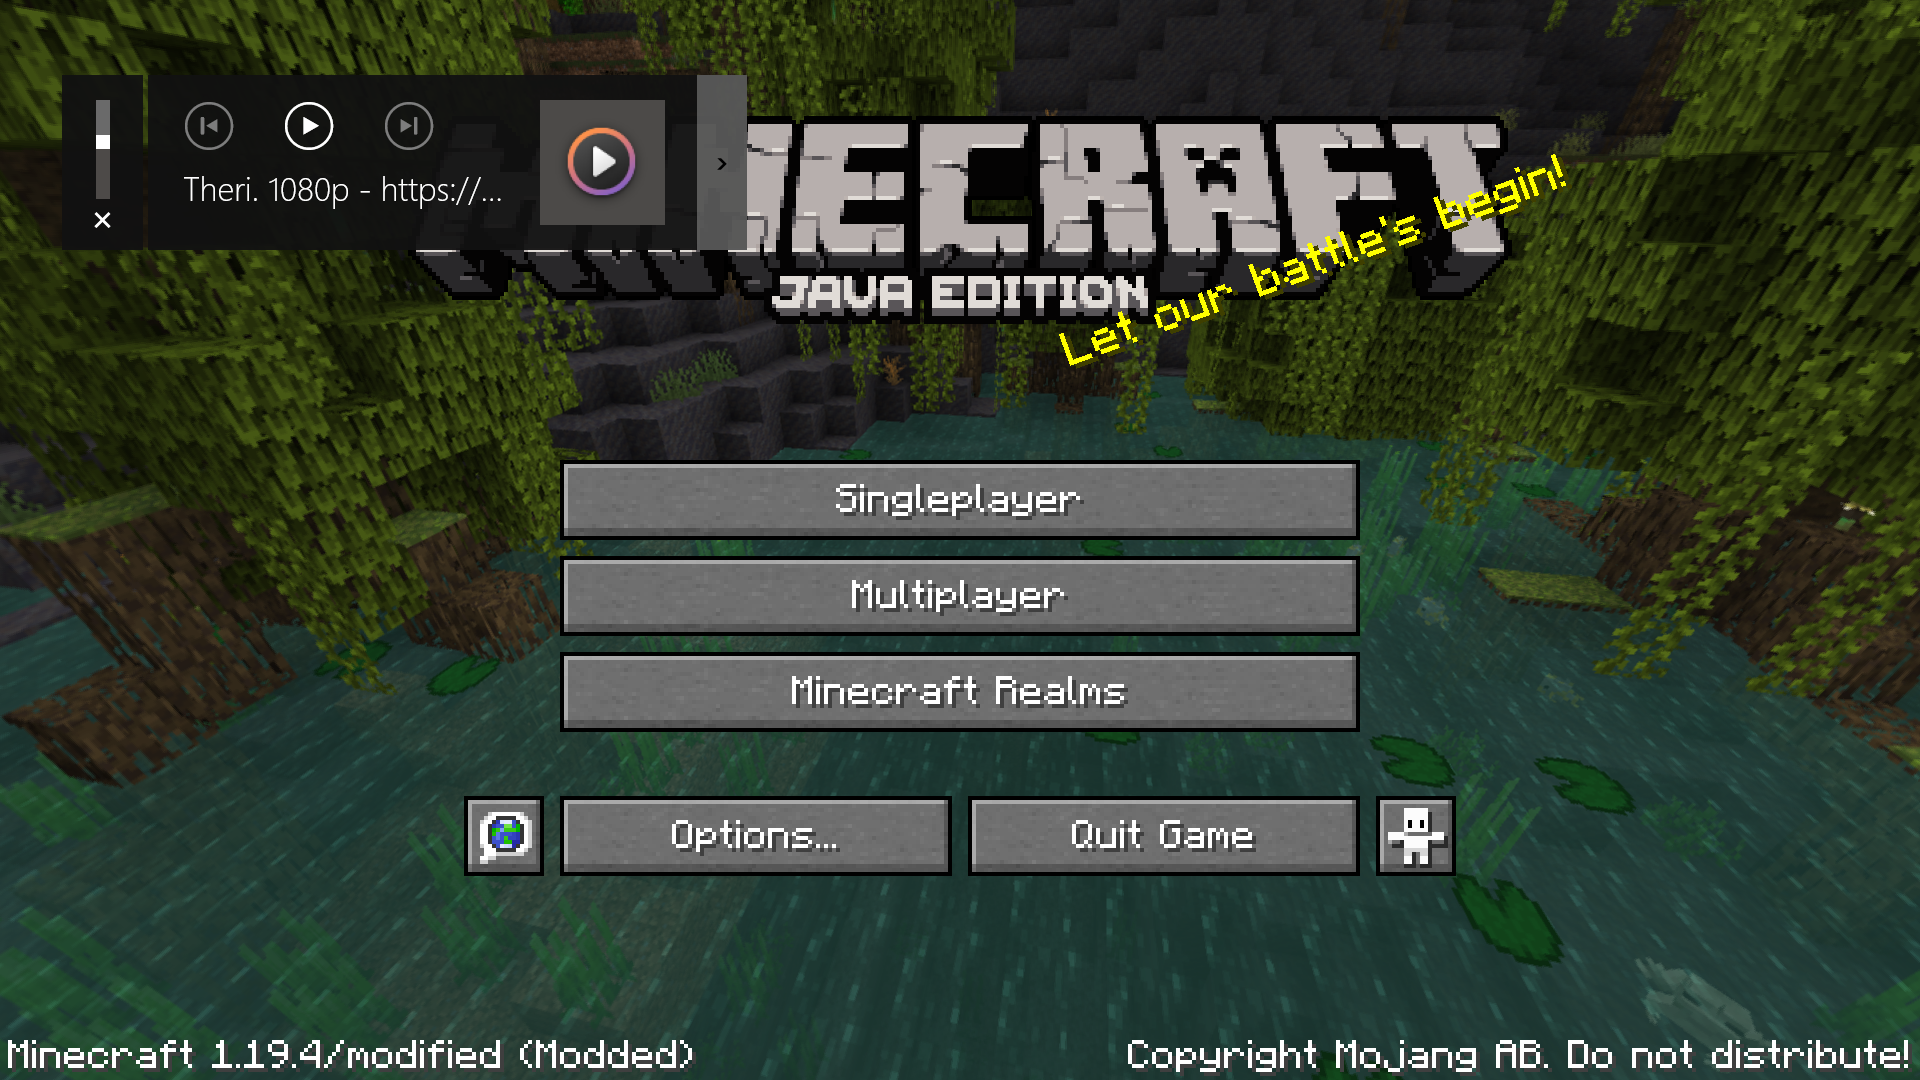 Theri. 1080p - https://...
MINECRAFT
JAVA EDITION
Let our battle's begin!
Singleplayer
Multiplayer
Minecraft Realms
Options...
Quit Game
Minecraft 1.19.4/modified (Modded)
Copyright Mojang AB. Do not distribute!